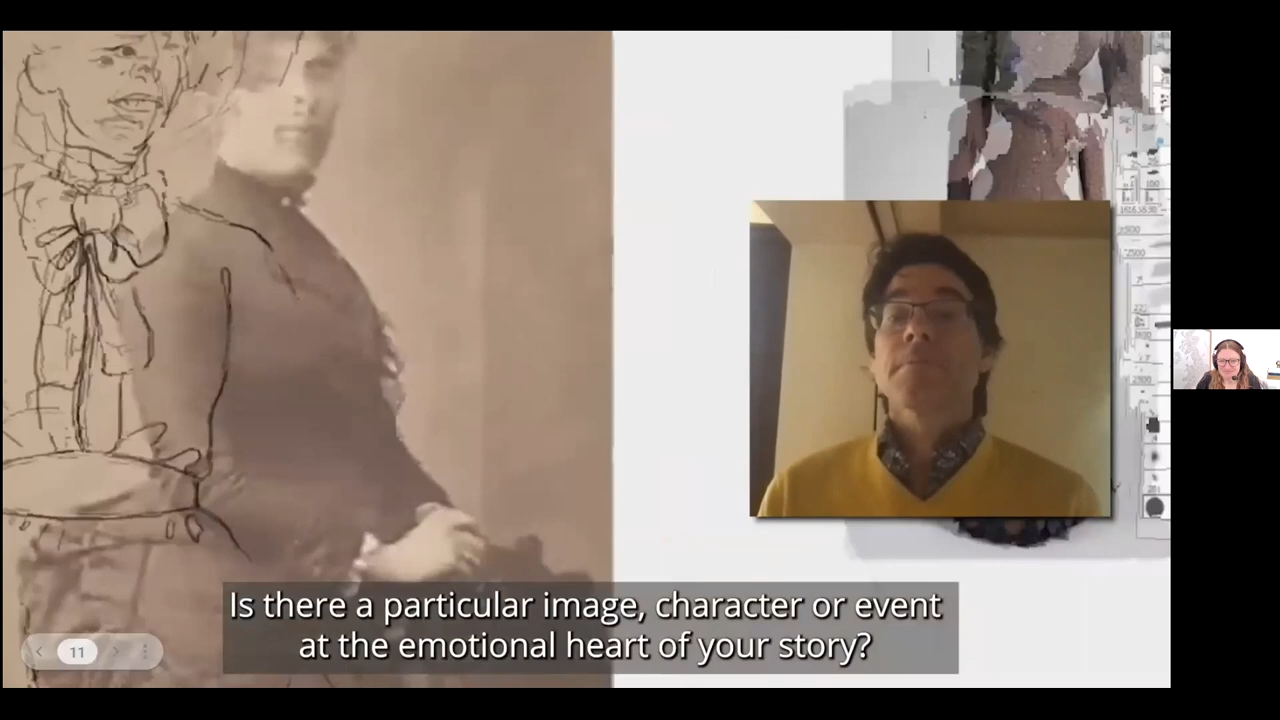 Is there a particular image, character or event
at the emotional heart of your story?
11